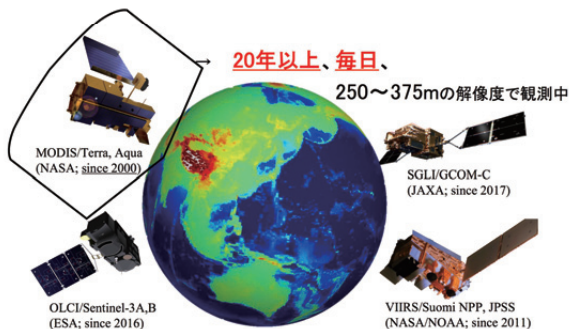 20年以上、毎日、
250〜375mの解像度で観測中
MODIS/Terra, Aqua
(NASA; since 2000)
SGLI/GCOM-C
(JAXA; since 2017)
OLCI/Sentinel-3A,B
(ESA; since 2016)
VIIRS/Suomi NPP, JPSS
(NASA/NOAA; since 2011)